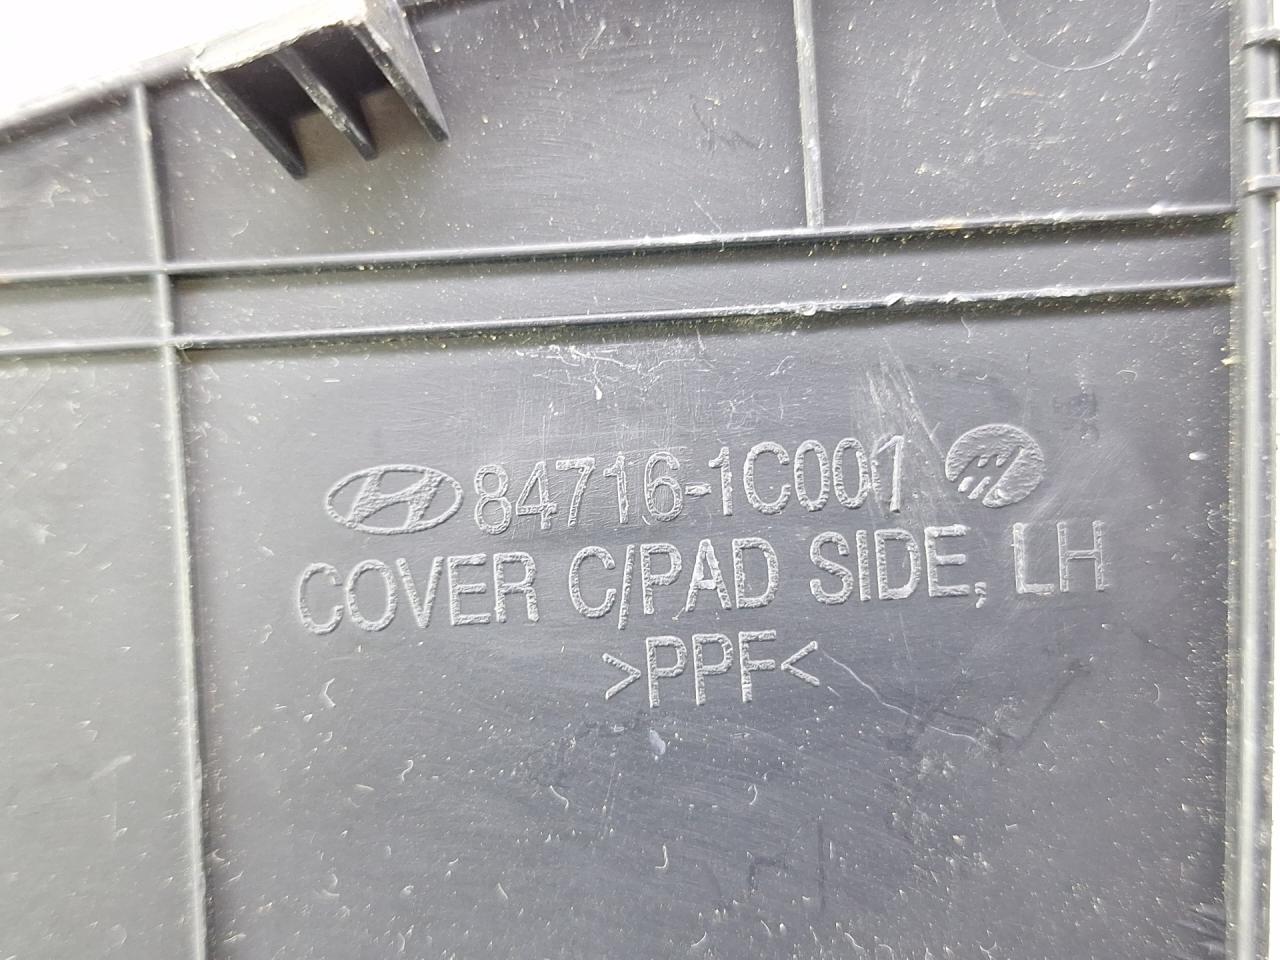 84716-1C001
COVER C/PAD SIDE, LH
>PPF<